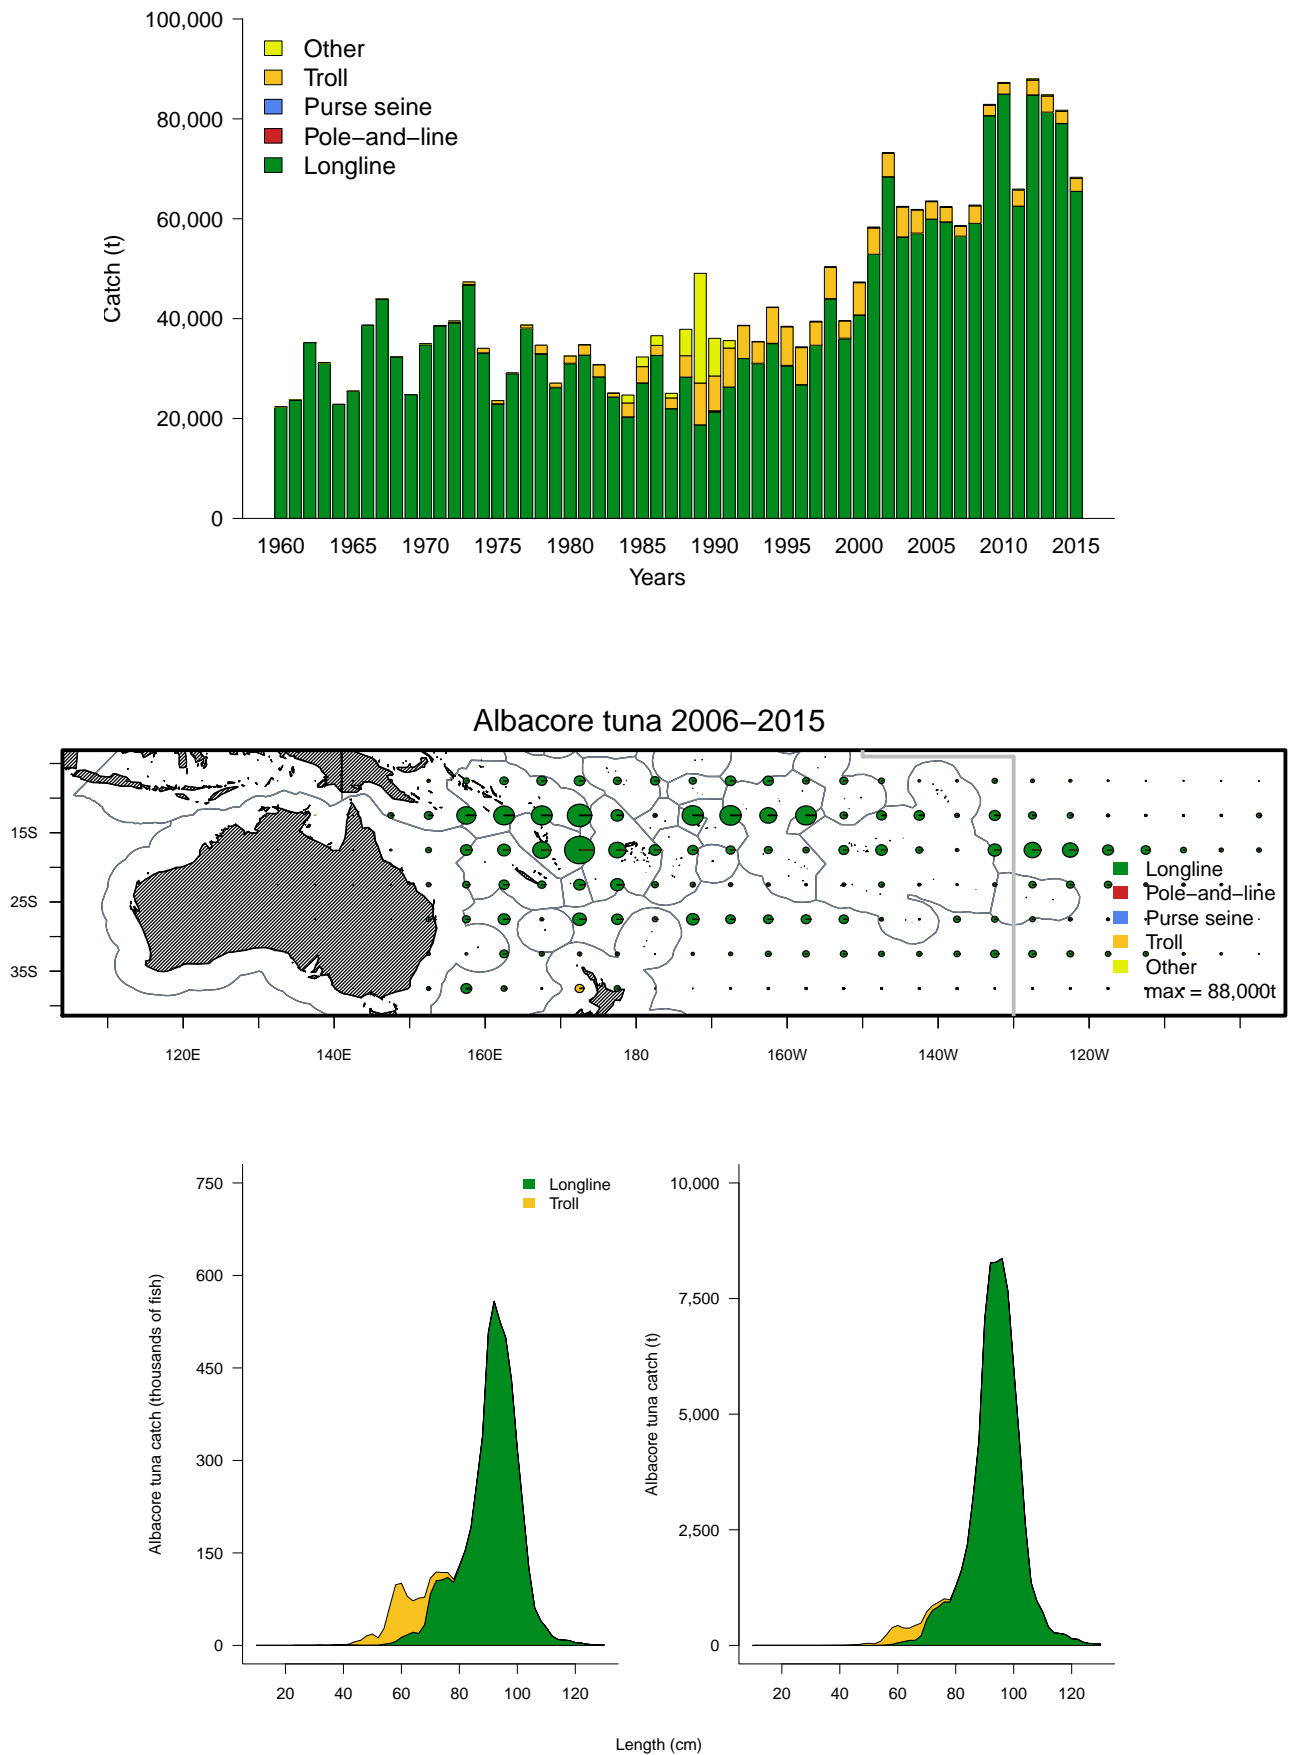 100,000
80,000
60,000
40,000
20,000
0
Catch (t)
Other
Troll
Purse seine
Pole−and−line
Longline
1960 1965 1970 1975 1980 1985 1990 1995 2000 2005 2010 2015
Years
Albacore tuna 2006−2015
15S
25S
35S
Longline
Pole−and−line
Purse seine
Troll
Other
max = 88,000t
120E 140E 160E 180 160W 140W 120W
750
600
450
300
150
0
Albacore tuna catch (thousands of fish)
Longline
Troll
20 40 60 80 100 120
10,000
7,500
5,000
2,500
0
Albacore tuna catch (t)
20 40 60 80 100 120
Length (cm)